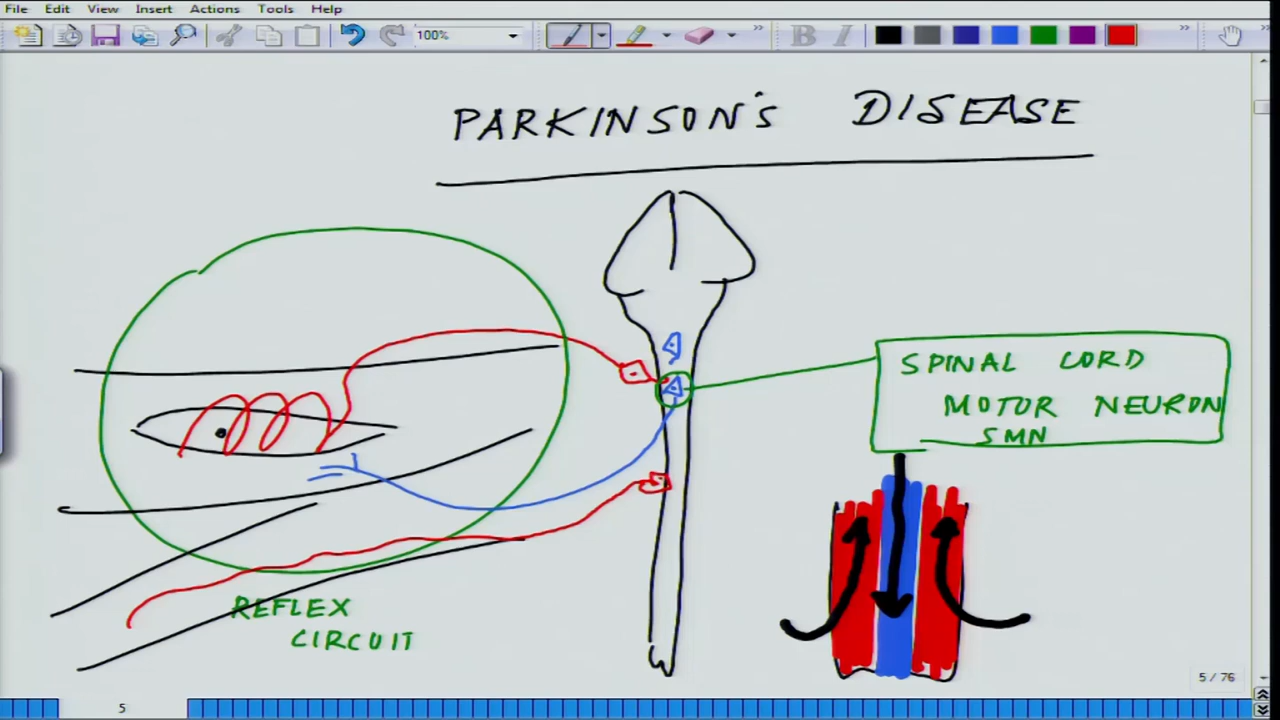 File Edit View Insert Actions Tools Help
100%
B I
PARKINSON'S DISEASE
SPINAL CORD
MOTOR NEURON
SMN
REFLEX
CIRCUIT
5 / 76
5